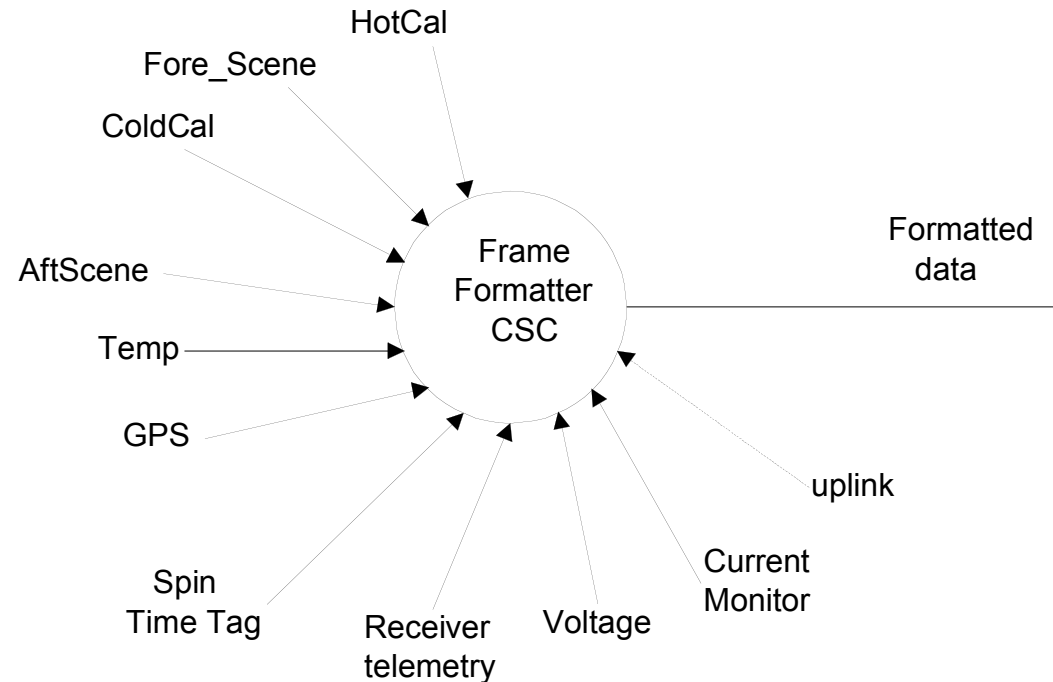 HotCal
Fore_Scene
ColdCal
AftScene
Temp
GPS
Spin
Time Tag
Receiver
telemetry
Voltage
Current
Monitor
uplink
Frame
Formatter
CSC
Formatted
data